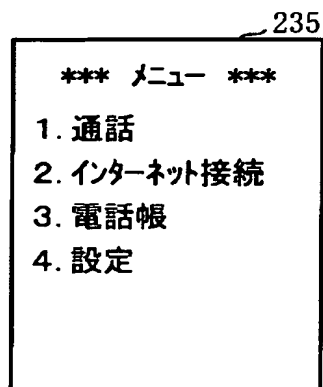 235
*** メニュー ***
1. 通話
2. インターネット接続
3. 電話帳
4. 設定